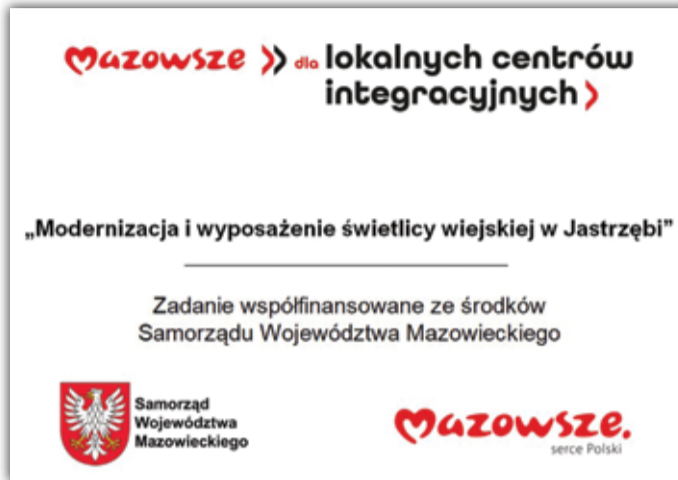 mazowsze dla lokalnych centrów
integracyjnych
„Modernizacja i wyposażenie świetlicy wiejskiej w Jastrzębi”
Zadanie współfinansowane ze środków
Samorządu Województwa Mazowieckiego
Samorząd
Województwa
Mazowieckiego
mazowsze.
serce Polski